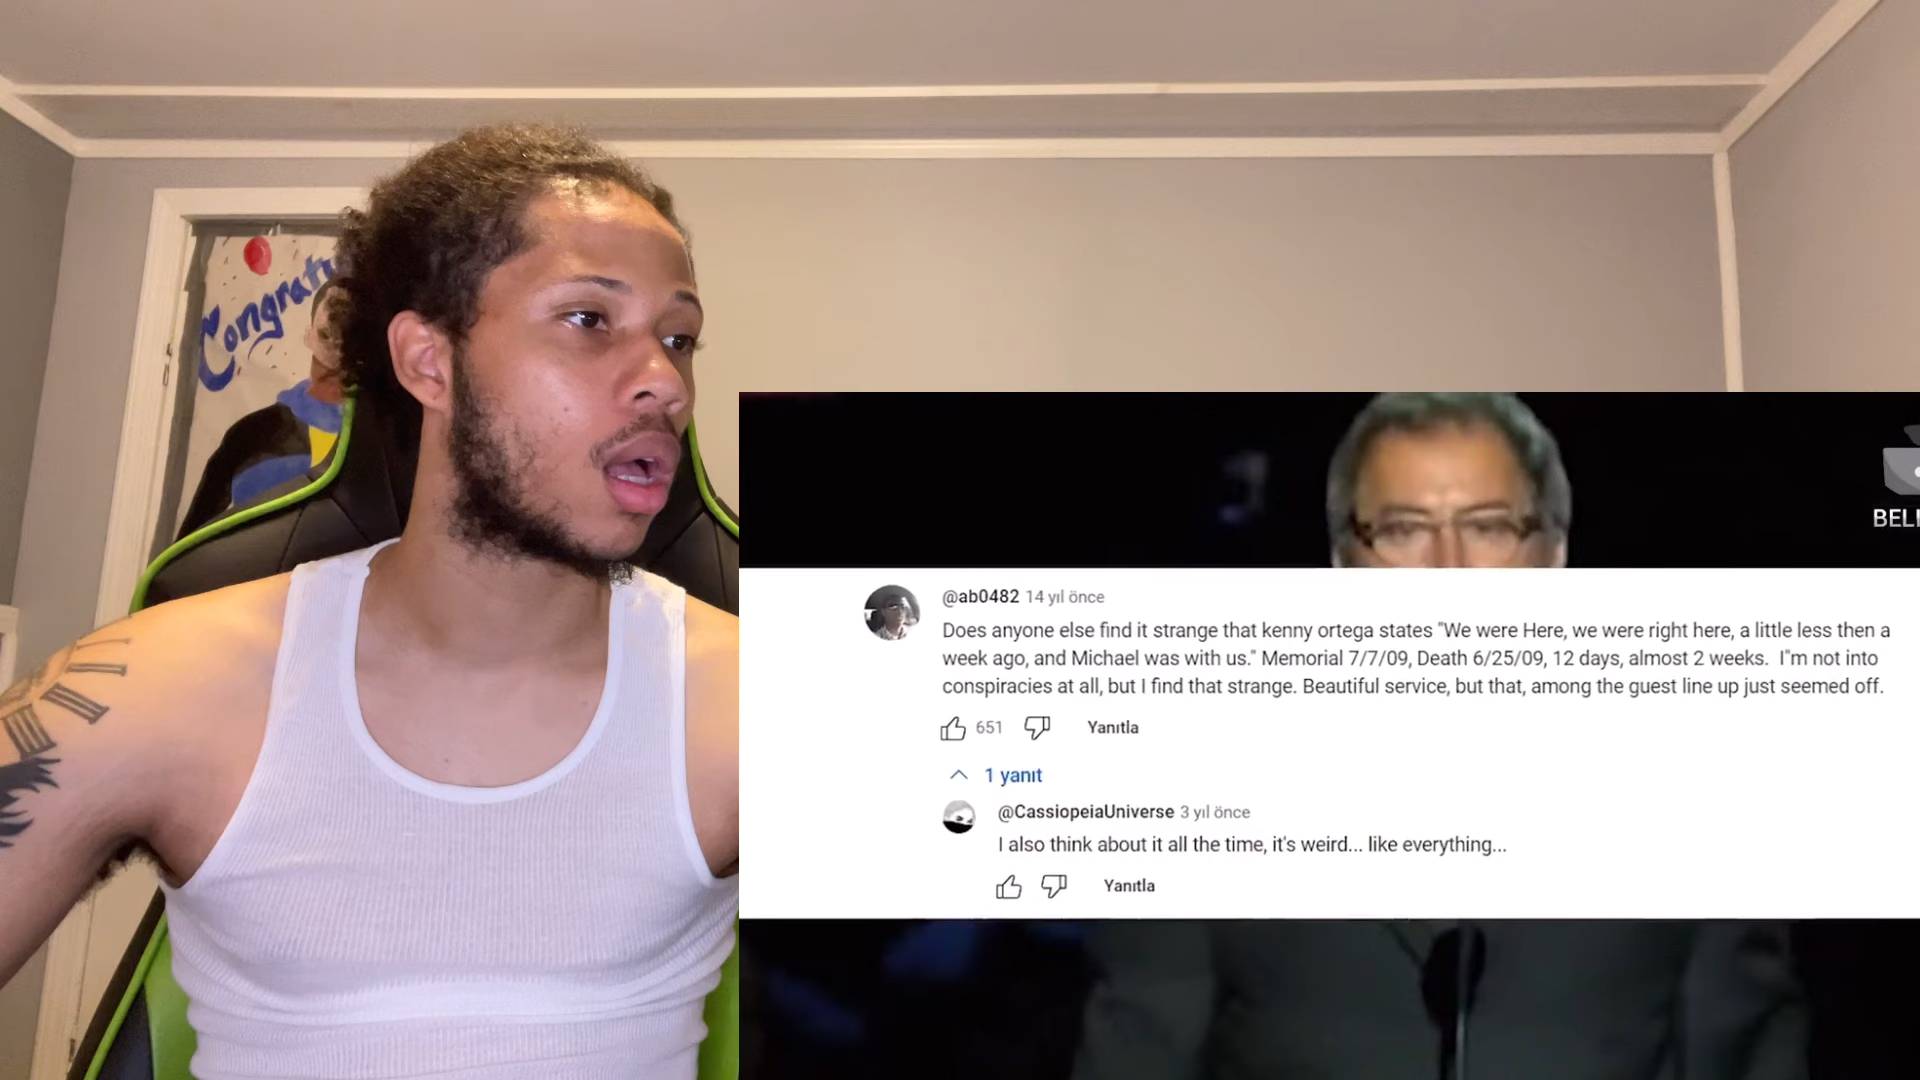 Congrat
BELI
@ab0482 14 yıl önce
Does anyone else find it strange that kenny ortega states "We were Here, we were right here, a little less then a
week ago, and Michael was with us." Memorial 7/7/09, Death 6/25/09, 12 days, almost 2 weeks. I"m not into
conspiracies at all, but I find that strange. Beautiful service, but that, among the guest line up just seemed off.
651 Yanıtla
1 yanıt
@CassiopeiaUniverse 3 yıl önce
I also think about it all the time, it's weird... like everything...
Yanıtla